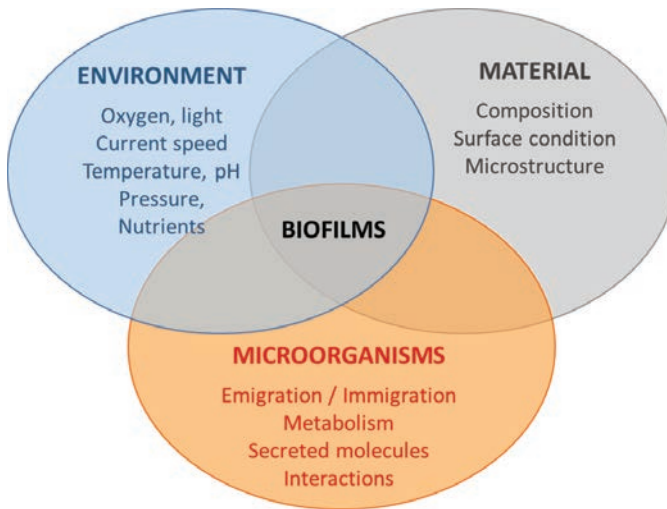 ENVIRONMENT
Oxygen, light
Current speed
Temperature, pH
Pressure,
Nutrients
MATERIAL
Composition
Surface condition
Microstructure
BIOFILMS
MICROORGANISMS
Emigration / Immigration
Metabolism
Secreted molecules
Interactions